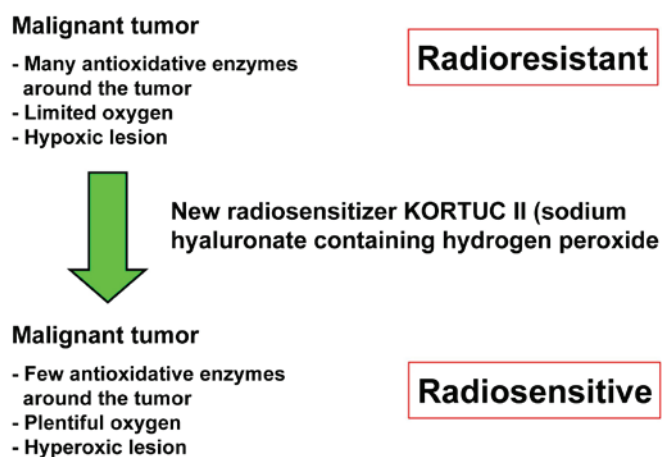 Malignant tumor
Radioresistant
- Many antioxidative enzymes
around the tumor
- Limited oxygen
- Hypoxic lesion
New radiosensitizer KORTUC II (sodium
hyaluronate containing hydrogen peroxide
Malignant tumor
- Few antioxidative enzymes
around the tumor
Radiosensitive
- Plentiful oxygen
- Hyperoxic lesion